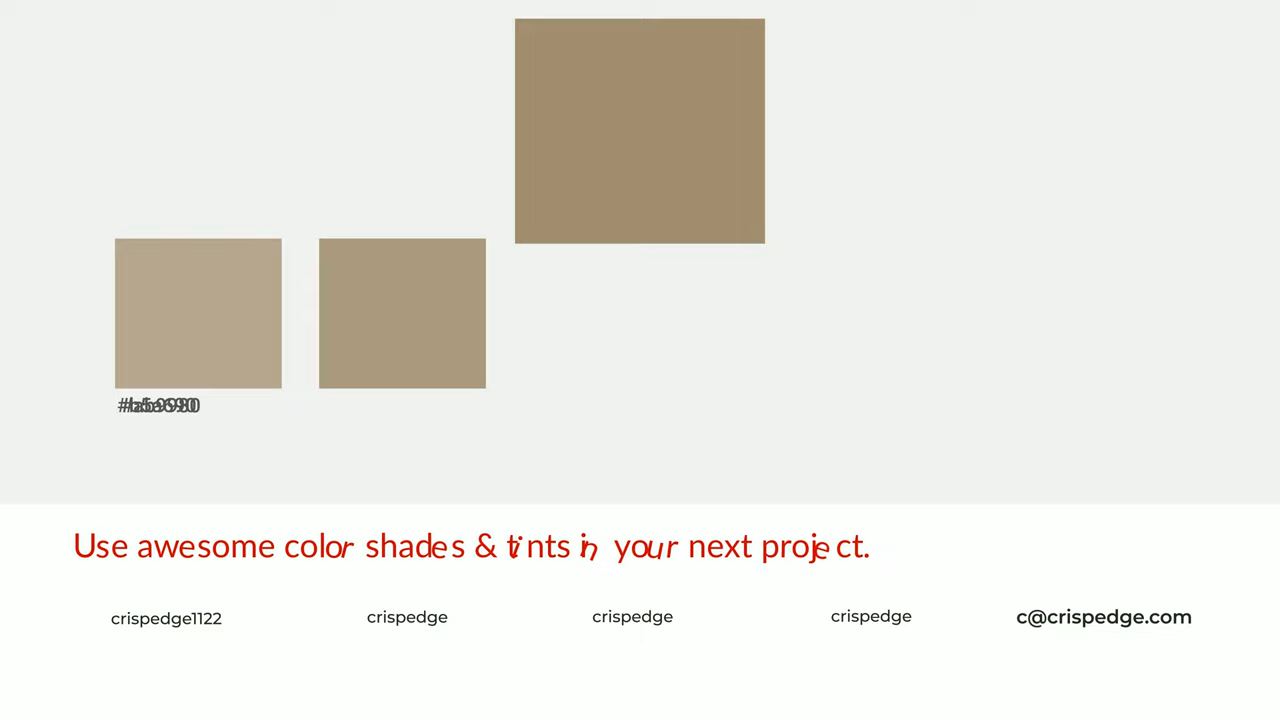 Use awesome color shades & tints in your next project.
crispedge1122 crispedge crispedge crispedge c@crispedge.com